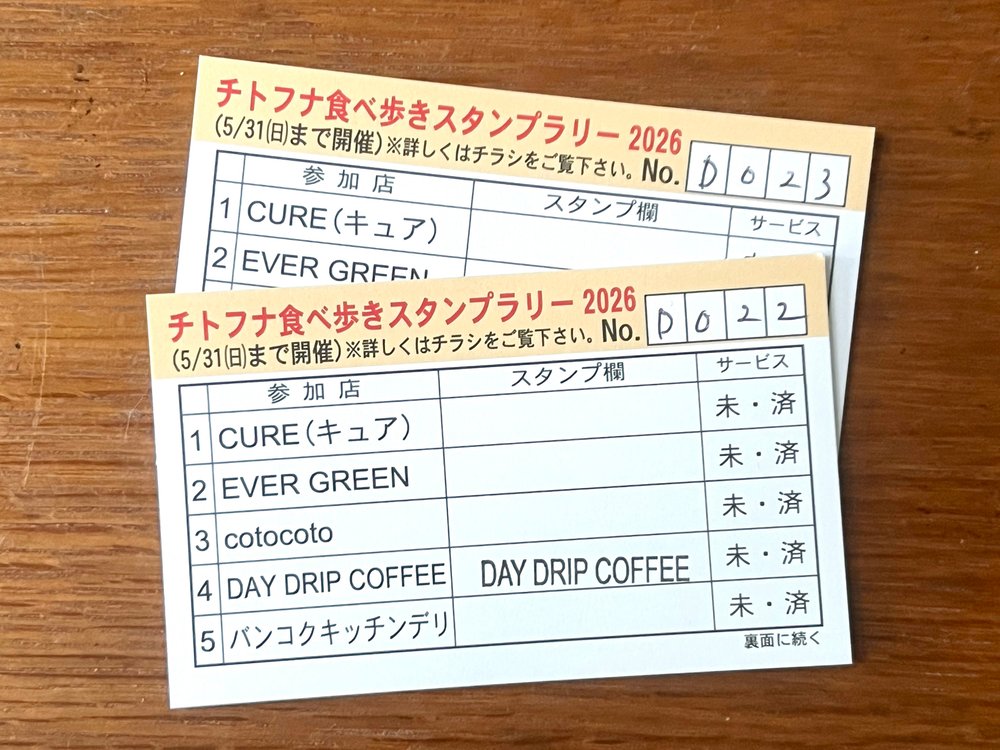 チトフナ食べ歩きスタンプラリー 2026
(5/31(日)まで開催)※詳しくはチラシをご覧下さい。No. D 0 2 3
参加店 スタンプ欄 サービス
1 CURE(キュア)
2 EVER GREEN
チトフナ食べ歩きスタンプラリー 2026
(5/31(日)まで開催)※詳しくはチラシをご覧下さい。No. D 0 2 2
参加店 スタンプ欄 サービス
1 CURE(キュア) 未・済
2 EVER GREEN 未・済
3 cotocoto 未・済
4 DAY DRIP COFFEE DAY DRIP COFFEE 未・済
5 バンコクキッチンデリ 未・済
裏面に続く